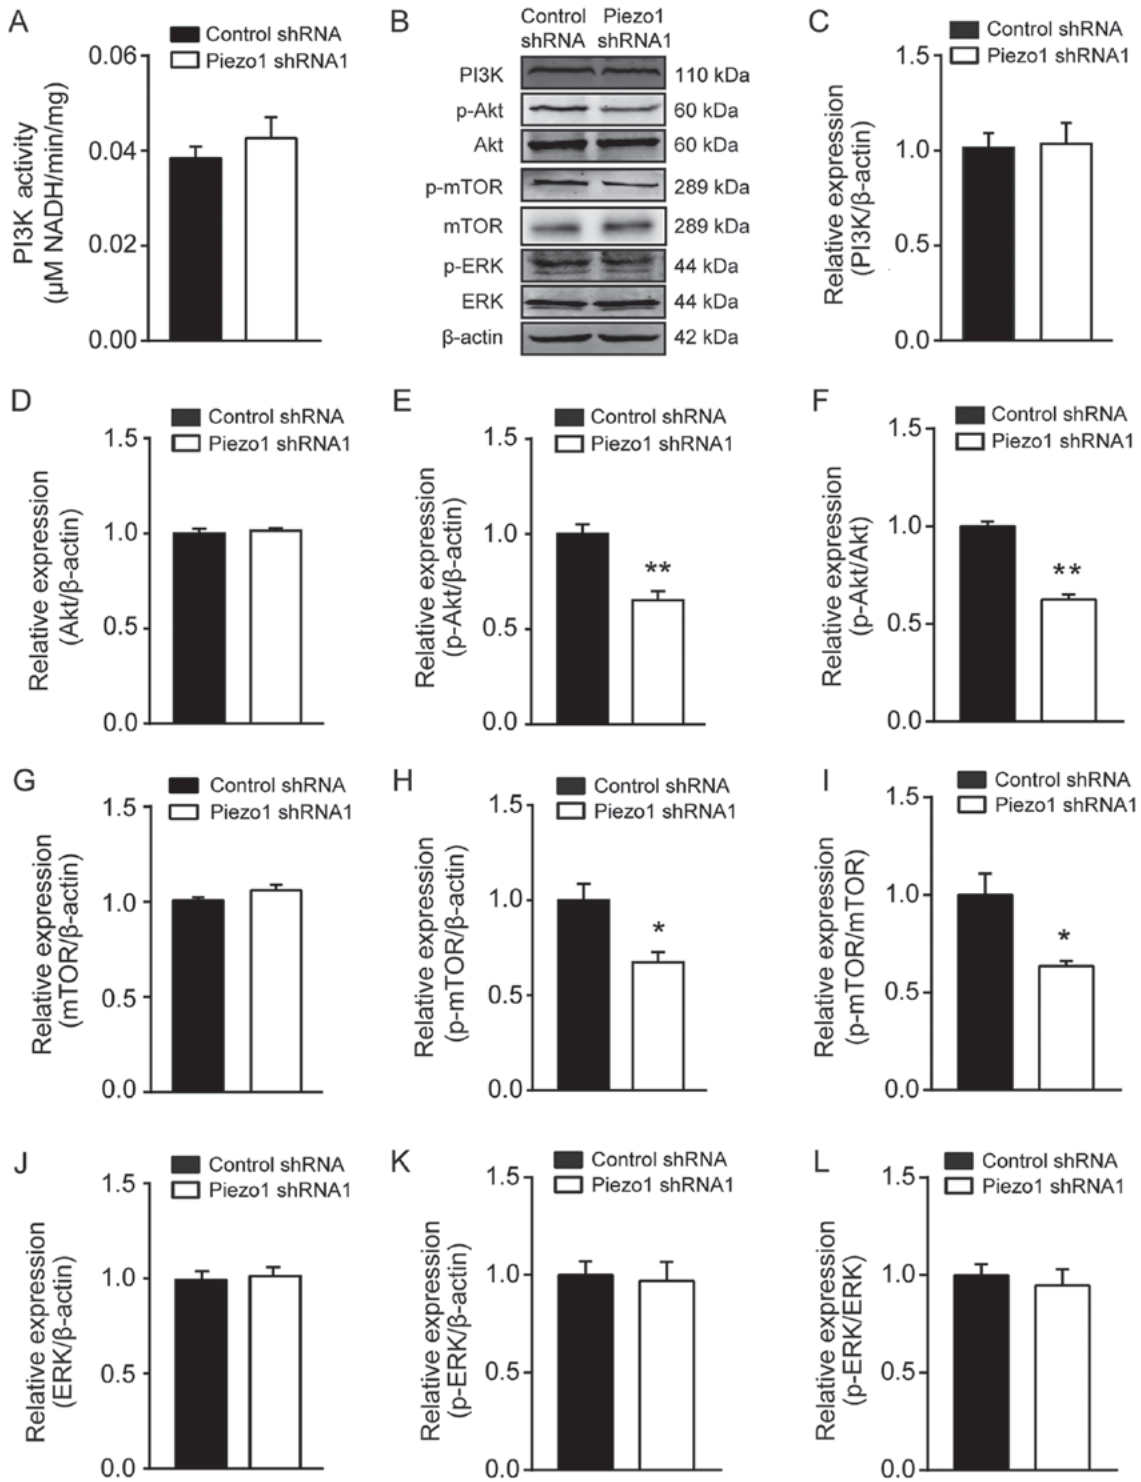 A
Control shRNA
Piezo1 shRNA1
0.06
0.04
0.02
0.00
PI3K activity
(µM NADH/min/mg)
B
Control Piezo1
shRNA shRNA1
PI3K 110 kDa
p-Akt 60 kDa
Akt 60 kDa
p-mTOR 289 kDa
mTOR 289 kDa
p-ERK 44 kDa
ERK 44 kDa
β-actin 42 kDa
C
Control shRNA
Piezo1 shRNA1
1.5
1.0
0.5
0.0
Relative expression
(PI3K/β-actin)
D
Control shRNA
Piezo1 shRNA1
1.5
1.0
0.5
0.0
Relative expression
(Akt/β-actin)
E
Control shRNA
Piezo1 shRNA1
1.5
1.0
0.5
0.0
**
Relative expression
(p-Akt/β-actin)
F
Control shRNA
Piezo1 shRNA1
1.5
1.0
0.5
0.0
**
Relative expression
(p-Akt/Akt)
G
Control shRNA
Piezo1 shRNA1
1.5
1.0
0.5
0.0
Relative expression
(mTOR/β-actin)
H
Control shRNA
Piezo1 shRNA1
1.5
1.0
0.5
0.0
*
Relative expression
(p-mTOR/β-actin)
I
Control shRNA
Piezo1 shRNA1
1.5
1.0
0.5
0.0
*
Relative expression
(p-mTOR/mTOR)
J
Control shRNA
Piezo1 shRNA1
1.5
1.0
0.5
0.0
Relative expression
(ERK/β-actin)
K
Control shRNA
Piezo1 shRNA1
1.5
1.0
0.5
0.0
Relative expression
(p-ERK/β-actin)
L
Control shRNA
Piezo1 shRNA1
1.5
1.0
0.5
0.0
Relative expression
(p-ERK/ERK)